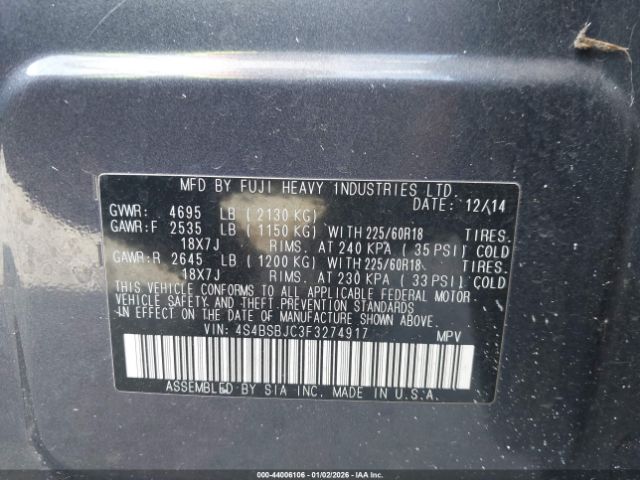 MFD BY FUJI HEAVY INDUSTRIES LTD.
DATE: 12/14
GVWR: 4695 LB ( 2130 KG)
GAWR:F 2535 LB ( 1150 KG) WITH 225/60R18 TIRES.
18X7J RIMS. AT 240 KPA ( 35 PSI) COLD
GAWR:R 2645 LB ( 1200 KG) WITH 225/60R18 TIRES.
18X7J RIMS. AT 230 KPA ( 33 PSI) COLD
THIS VEHICLE CONFORMS TO ALL APPLICABLE FEDERAL MOTOR
VEHICLE SAFETY AND THEFT PREVENTION STANDARDS
IN EFFECT ON THE DATE OF MANUFACTURE SHOWN ABOVE.
VIN: 4S4BSBJC3F3274917 MPV
ASSEMBLED BY SIA INC. MADE IN U.S.A.
000-44006106 - 01/02/2026 - IAA Inc.